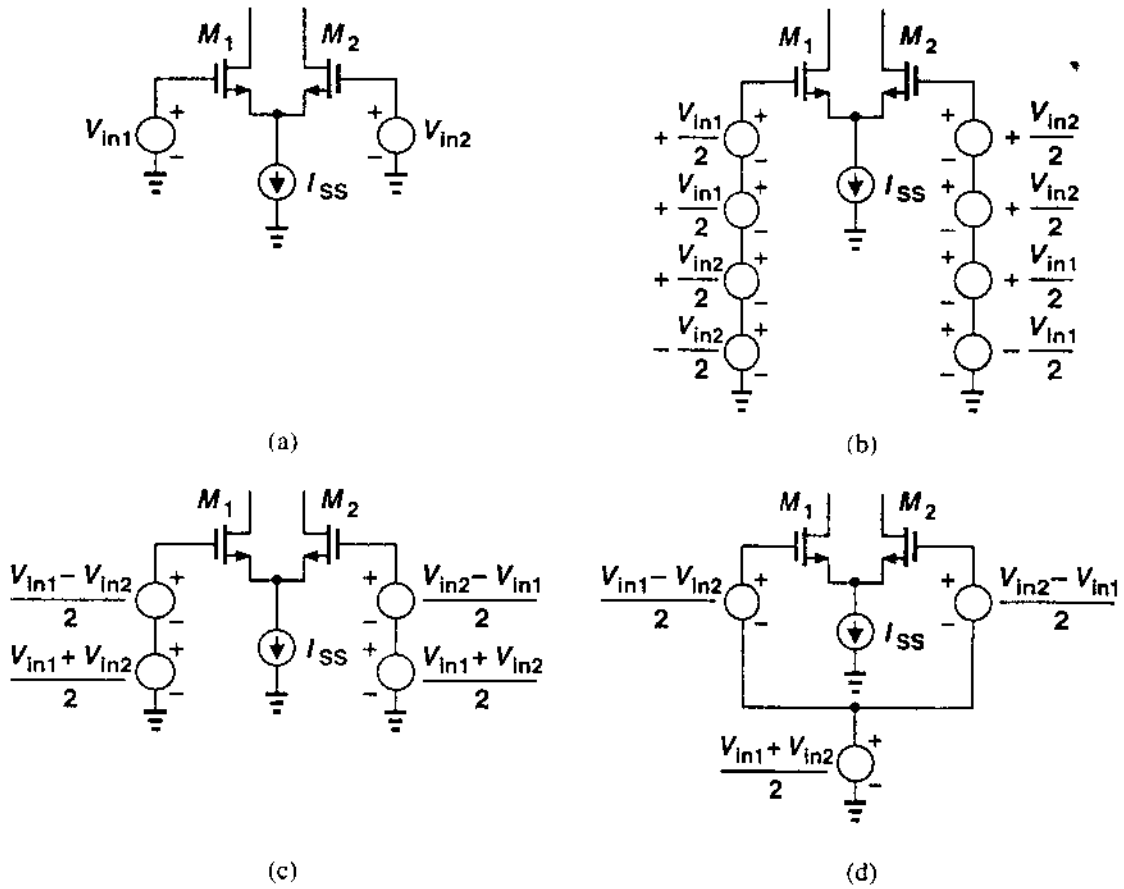 M1 M2
Vin1 + − ISS + − Vin2
(a)
M1 M2
ISS
+ Vin1/2 + − + − + Vin2/2
+ Vin1/2 + − + − + Vin2/2
+ Vin2/2 + − + − + Vin1/2
− Vin2/2 + − + − − Vin1/2
(b)
M1 M2
ISS
Vin1 − Vin2 / 2 + − + − Vin2 − Vin1 / 2
Vin1 + Vin2 / 2 + − + − Vin1 + Vin2 / 2
(c)
M1 M2
Vin1 − Vin2 / 2 + − + − Vin2 − Vin1 / 2
ISS
Vin1 + Vin2 / 2 + −
(d)